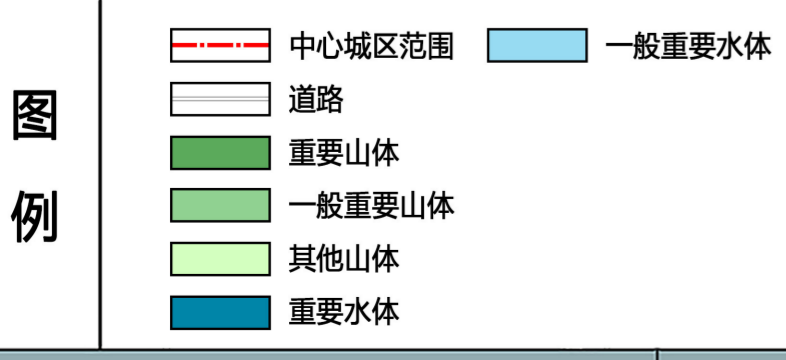 图例
中心城区范围
一般重要水体
道路
重要山体
一般重要山体
其他山体
重要水体